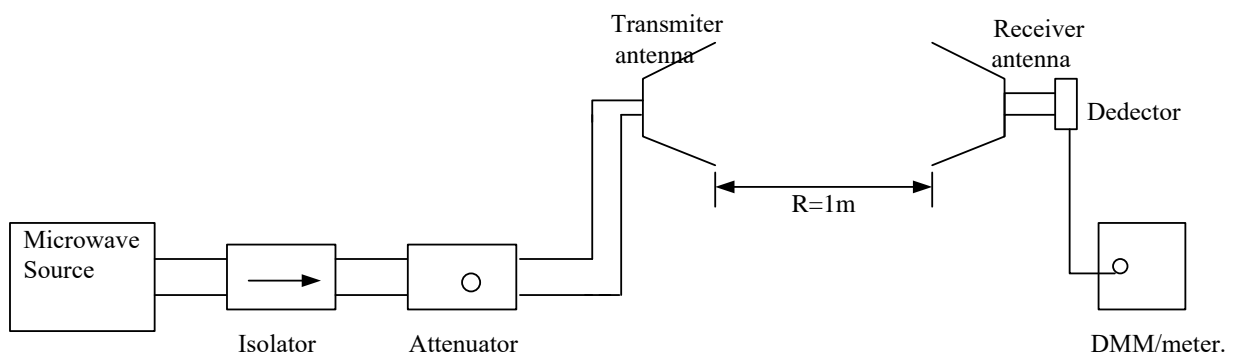 Transmiter
antenna
Receiver
antenna
Dedector
R=1m
Microwave
Source
Isolator
Attenuator
DMM/meter.